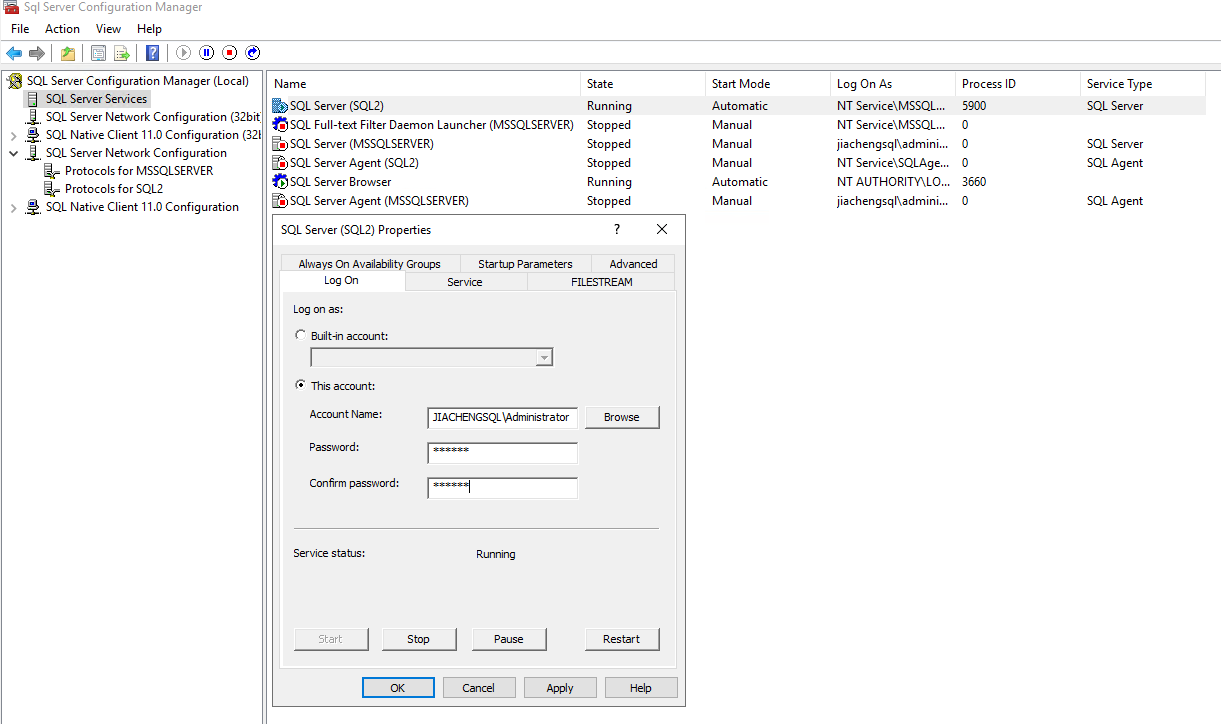 Sql Server Configuration Manager
File Action View Help
SQL Server Configuration Manager (Local)
SQL Server Services
SQL Server Network Configuration (32bit
SQL Native Client 11.0 Configuration (32b
SQL Server Network Configuration
Protocols for MSSQLSERVER
Protocols for SQL2
SQL Native Client 11.0 Configuration
Name State Start Mode Log On As Process ID Service Type
SQL Server (SQL2) Running Automatic NT Service\MSSQL... 5900 SQL Server
SQL Full-text Filter Daemon Launcher (MSSQLSERVER) Stopped Manual NT Service\MSSQL... 0
SQL Server (MSSQLSERVER) Stopped Manual jiachengsql\admini... 0 SQL Server
SQL Server Agent (SQL2) Stopped Manual NT Service\SQLAge... 0 SQL Agent
SQL Server Browser Running Automatic NT AUTHORITY\LO... 3660
SQL Server Agent (MSSQLSERVER) Stopped Manual jiachengsql\admini... 0 SQL Agent
SQL Server (SQL2) Properties ?
Always On Availability Groups Startup Parameters Advanced
Log On Service FILESTREAM
Log on as:
Built-in account:
This account:
Account Name: JIACHENGSQL\Administrator Browse
Password: ******
Confirm password: ******
Service status: Running
Start Stop Pause Restart
OK Cancel Apply Help